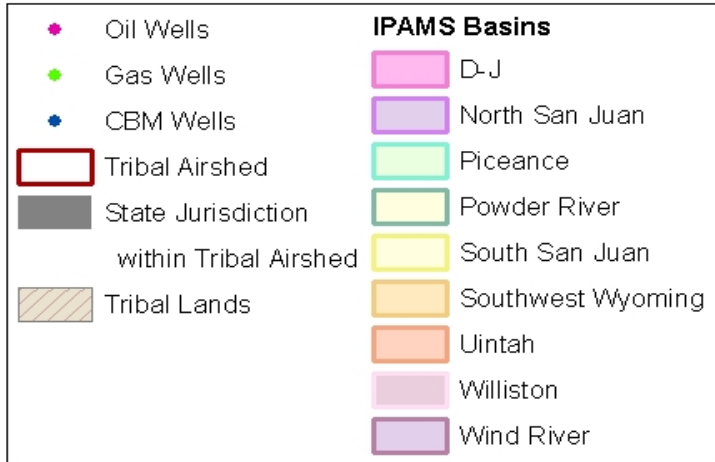 Oil Wells
Gas Wells
CBM Wells
Tribal Airshed
State Jurisdiction
within Tribal Airshed
Tribal Lands
IPAMS Basins
D-J
North San Juan
Piceance
Powder River
South San Juan
Southwest Wyoming
Uintah
Williston
Wind River